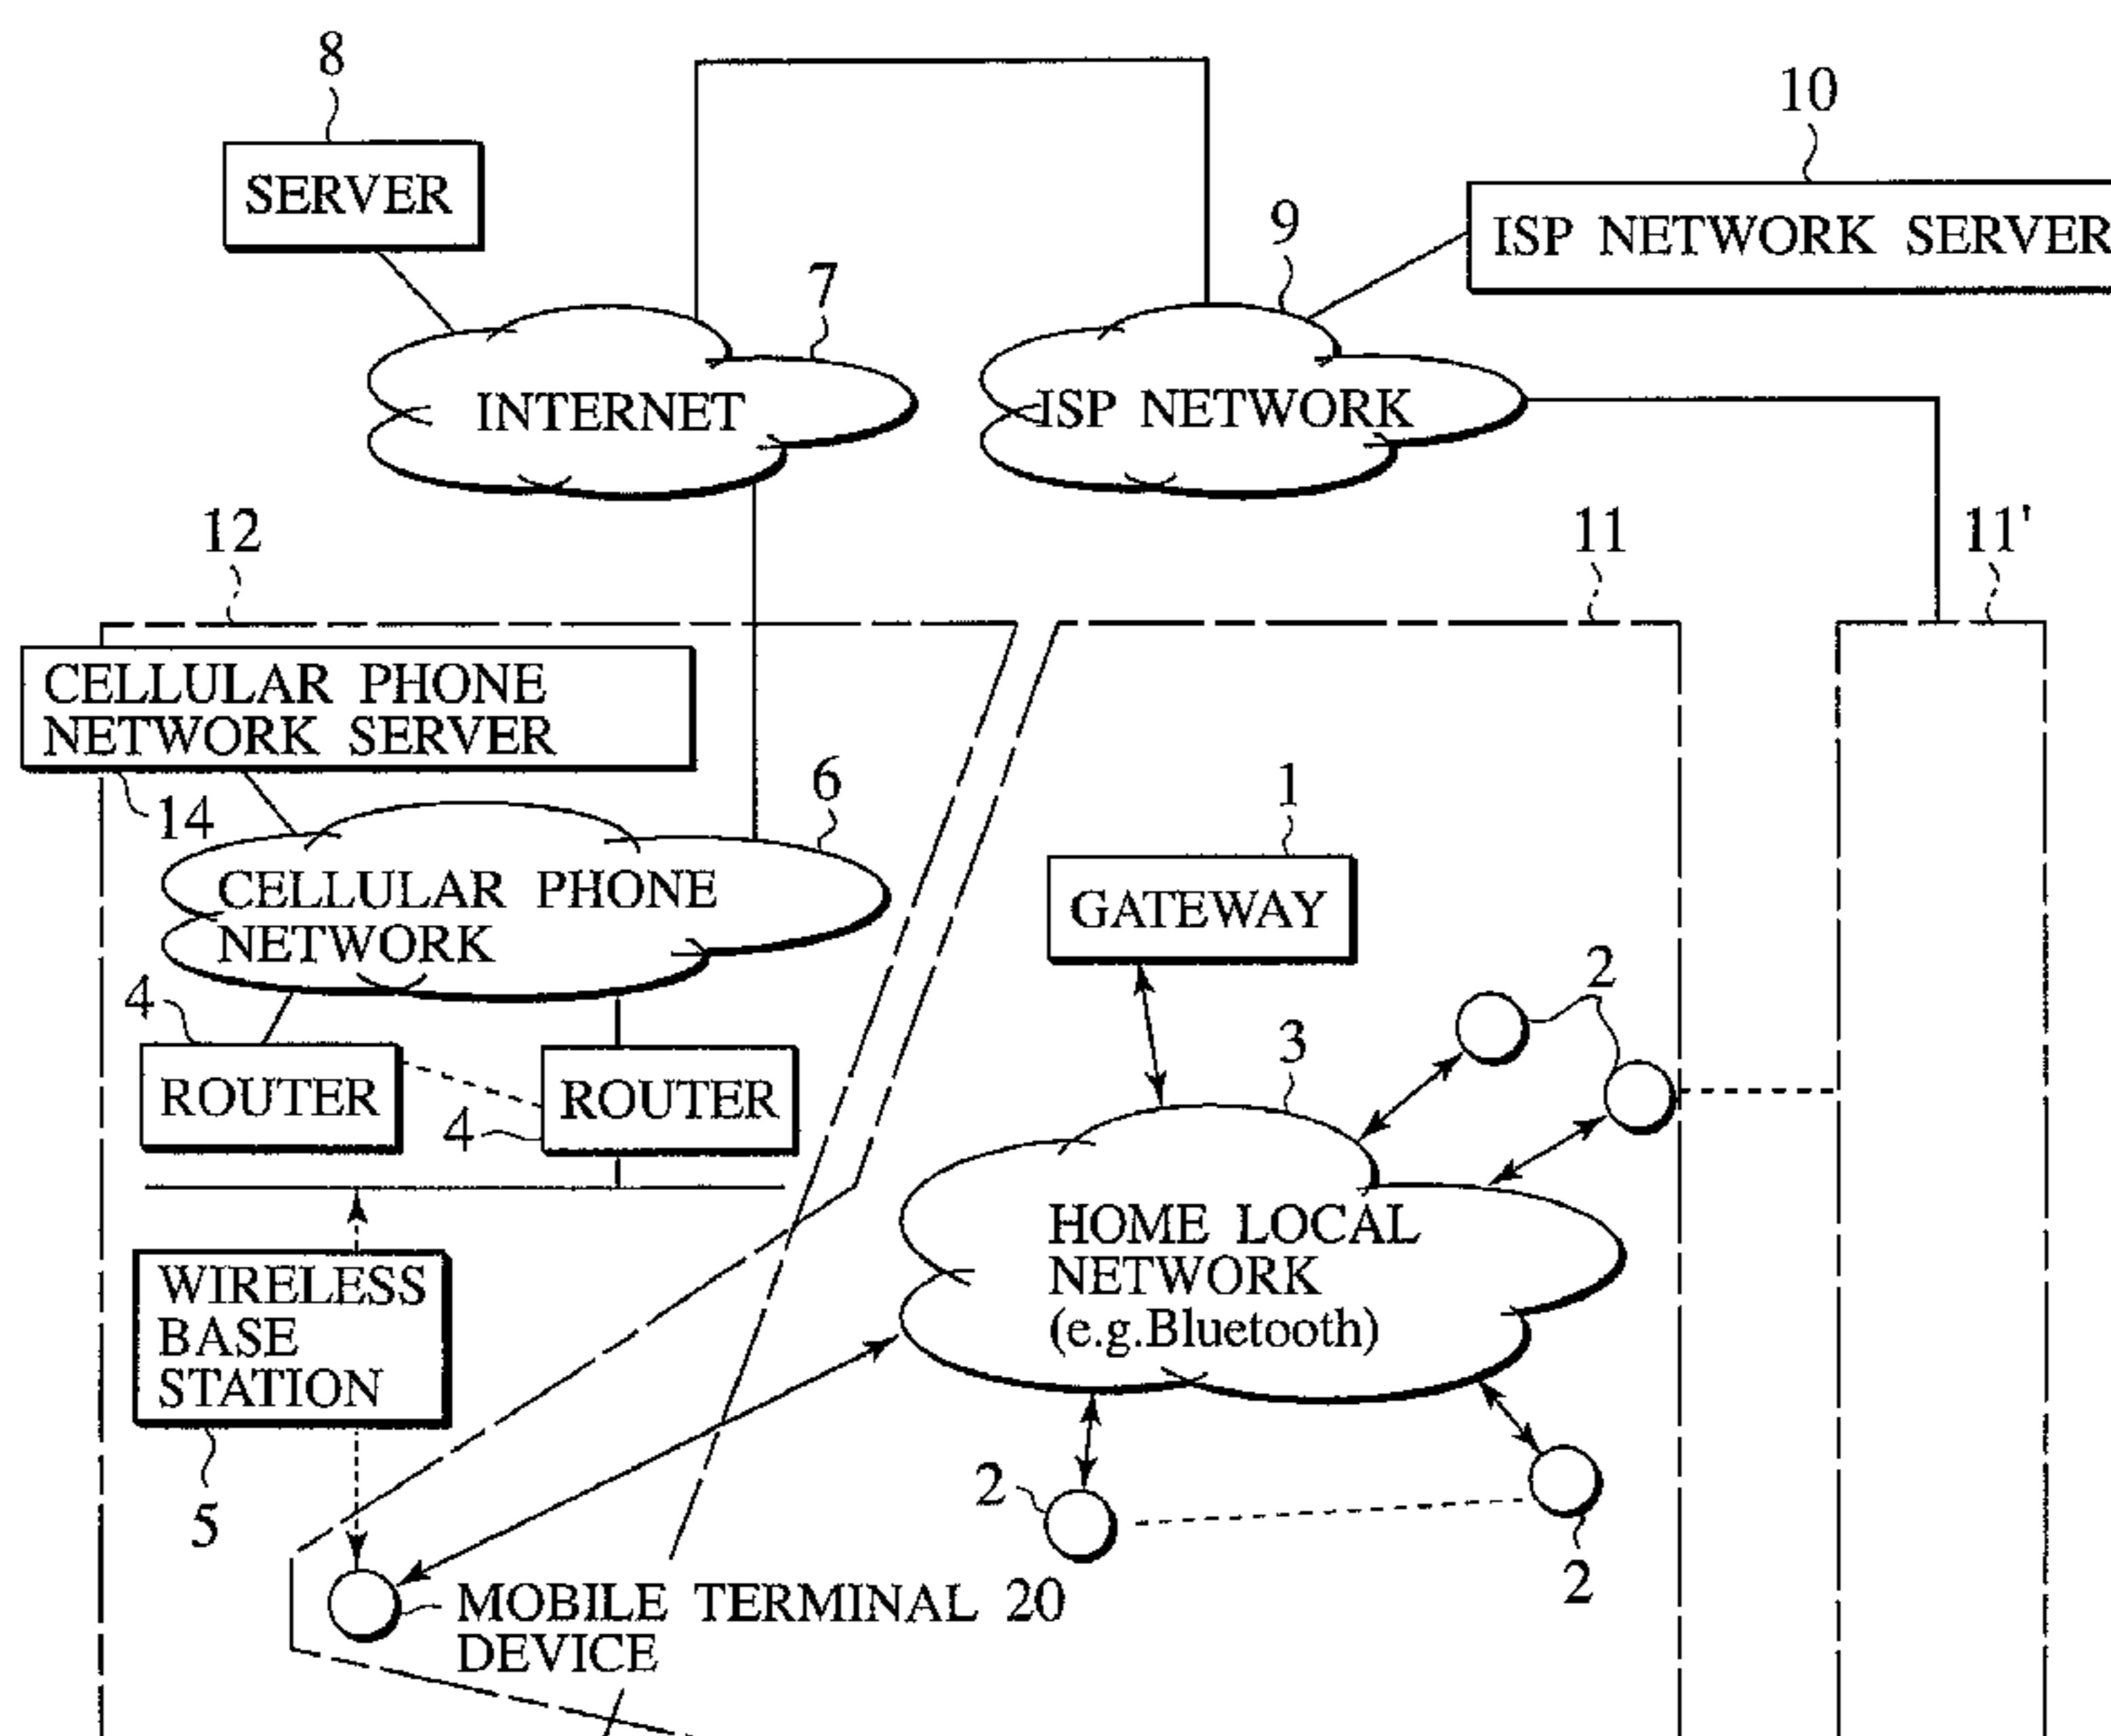 8
10
SERVER
9
ISP NETWORK SERVER
7
INTERNET
ISP NETWORK
12
11
11'
CELLULAR PHONE
NETWORK SERVER
6
1
14
CELLULAR PHONE
NETWORK
GATEWAY
4
2
3
ROUTER
ROUTER
4
HOME LOCAL
NETWORK
(e.g.Bluetooth)
WIRELESS
BASE
STATION
2
5
2
MOBILE TERMINAL 20
DEVICE